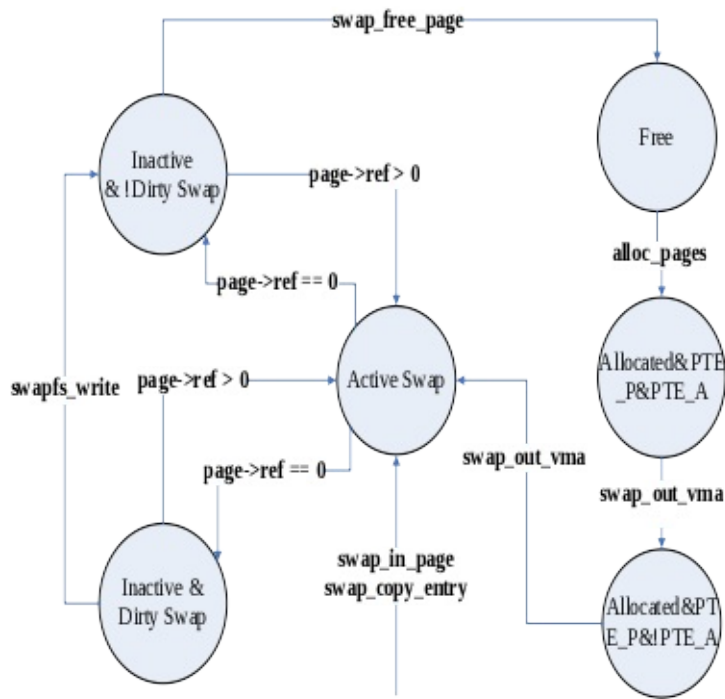 swap_free_page
Free
Inactive
& !Dirty Swap
page->ref > 0
alloc_pages
page->ref == 0
Allocated&PTE
_P&PTE_A
Active Swap
page->ref > 0
swapfs_write
swap_out_vma
page->ref == 0
swap_out_vma
swap_in_page
swap_copy_entry
Inactive &
Dirty Swap
Allocated&PT
E_P&!PTE_A